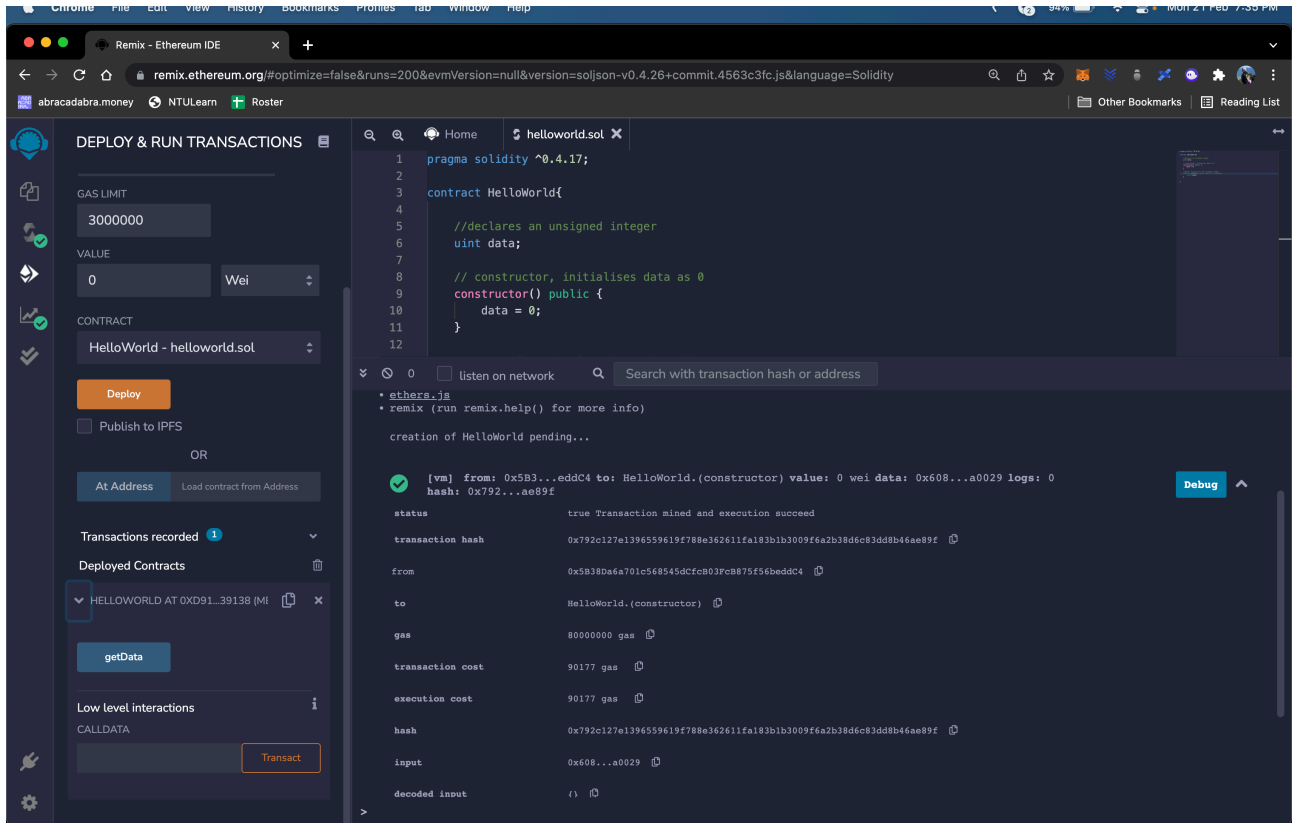 Chrome File Edit View History Bookmarks Profiles Tab Window Help 2 94% Mon 21 Feb 7:35 PM
Remix - Ethereum IDE
remix.ethereum.org/#optimize=false&runs=200&evmVersion=null&version=soljson-v0.4.26+commit.4563c3fc.js&language=Solidity
abracadabra.money NTULearn Roster Other Bookmarks Reading List
DEPLOY & RUN TRANSACTIONS
GAS LIMIT
3000000
VALUE
0 Wei
CONTRACT
HelloWorld - helloworld.sol
Deploy
Publish to IPFS
OR
At Address Load contract from Address
Transactions recorded 1
Deployed Contracts
HELLOWORLD AT 0XD91...39138 (ME
getData
Low level interactions i
CALLDATA
Transact
Home helloworld.sol
1 pragma solidity ^0.4.17;
2
3 contract HelloWorld{
4
5 //declares an unsigned integer
6 uint data;
7
8 // constructor, initialises data as 0
9 constructor() public {
10 data = 0;
11 }
12
0 listen on network Search with transaction hash or address
• ethers.js
• remix (run remix.help() for more info)
creation of HelloWorld pending...
[vm] from: 0x5B3...eddC4 to: HelloWorld.(constructor) value: 0 wei data: 0x608...a0029 logs: 0
hash: 0x792...ae89f
Debug
status true Transaction mined and execution succeed
transaction hash 0x792c127e1396559619f788e362611fa183b1b3009f6a2b38d6c83dd8b46ae89f
from 0x5B38Da6a701c568545dCfcB03FcB875f56beddC4
to HelloWorld.(constructor)
gas 80000000 gas
transaction cost 90177 gas
execution cost 90177 gas
hash 0x792c127e1396559619f788e362611fa183b1b3009f6a2b38d6c83dd8b46ae89f
input 0x608...a0029
decoded input {}
>